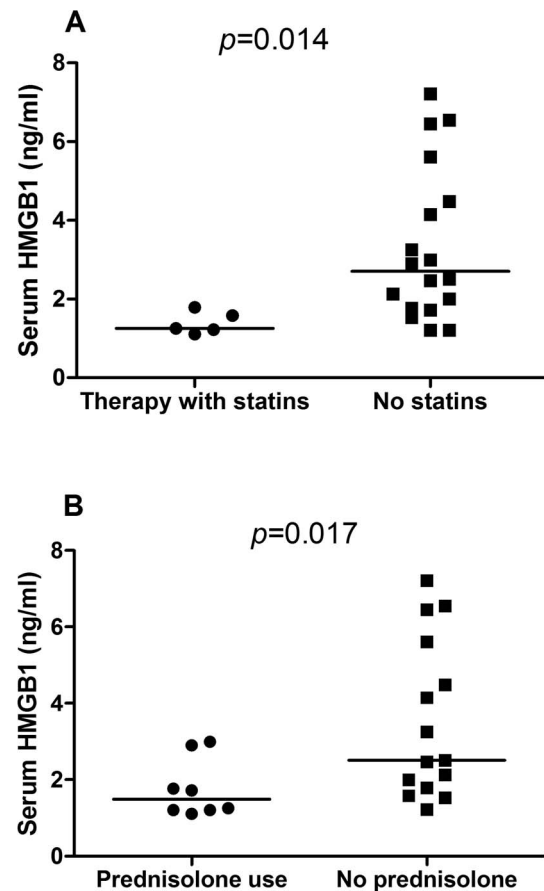 A
p=0.014
Serum HMGB1 (ng/ml)
8
6
4
2
0
Therapy with statins
No statins
B
p=0.017
Serum HMGB1 (ng/ml)
8
6
4
2
0
Prednisolone use
No prednisolone